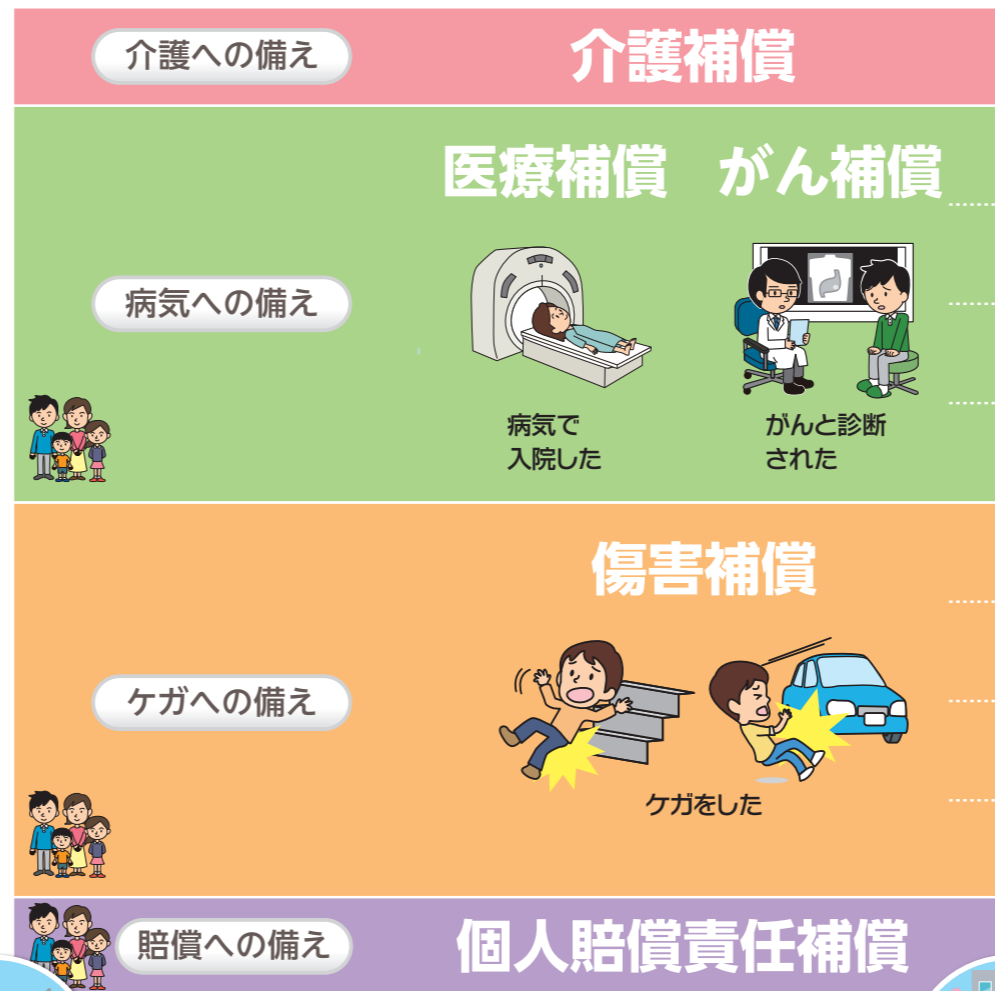 介護への備え
介護補償
医療補償 がん補償
病気への備え
病気で
入院した
がんと診断
された
傷害補償
ケガへの備え
ケガをした
賠償への備え
個人賠償責任補償